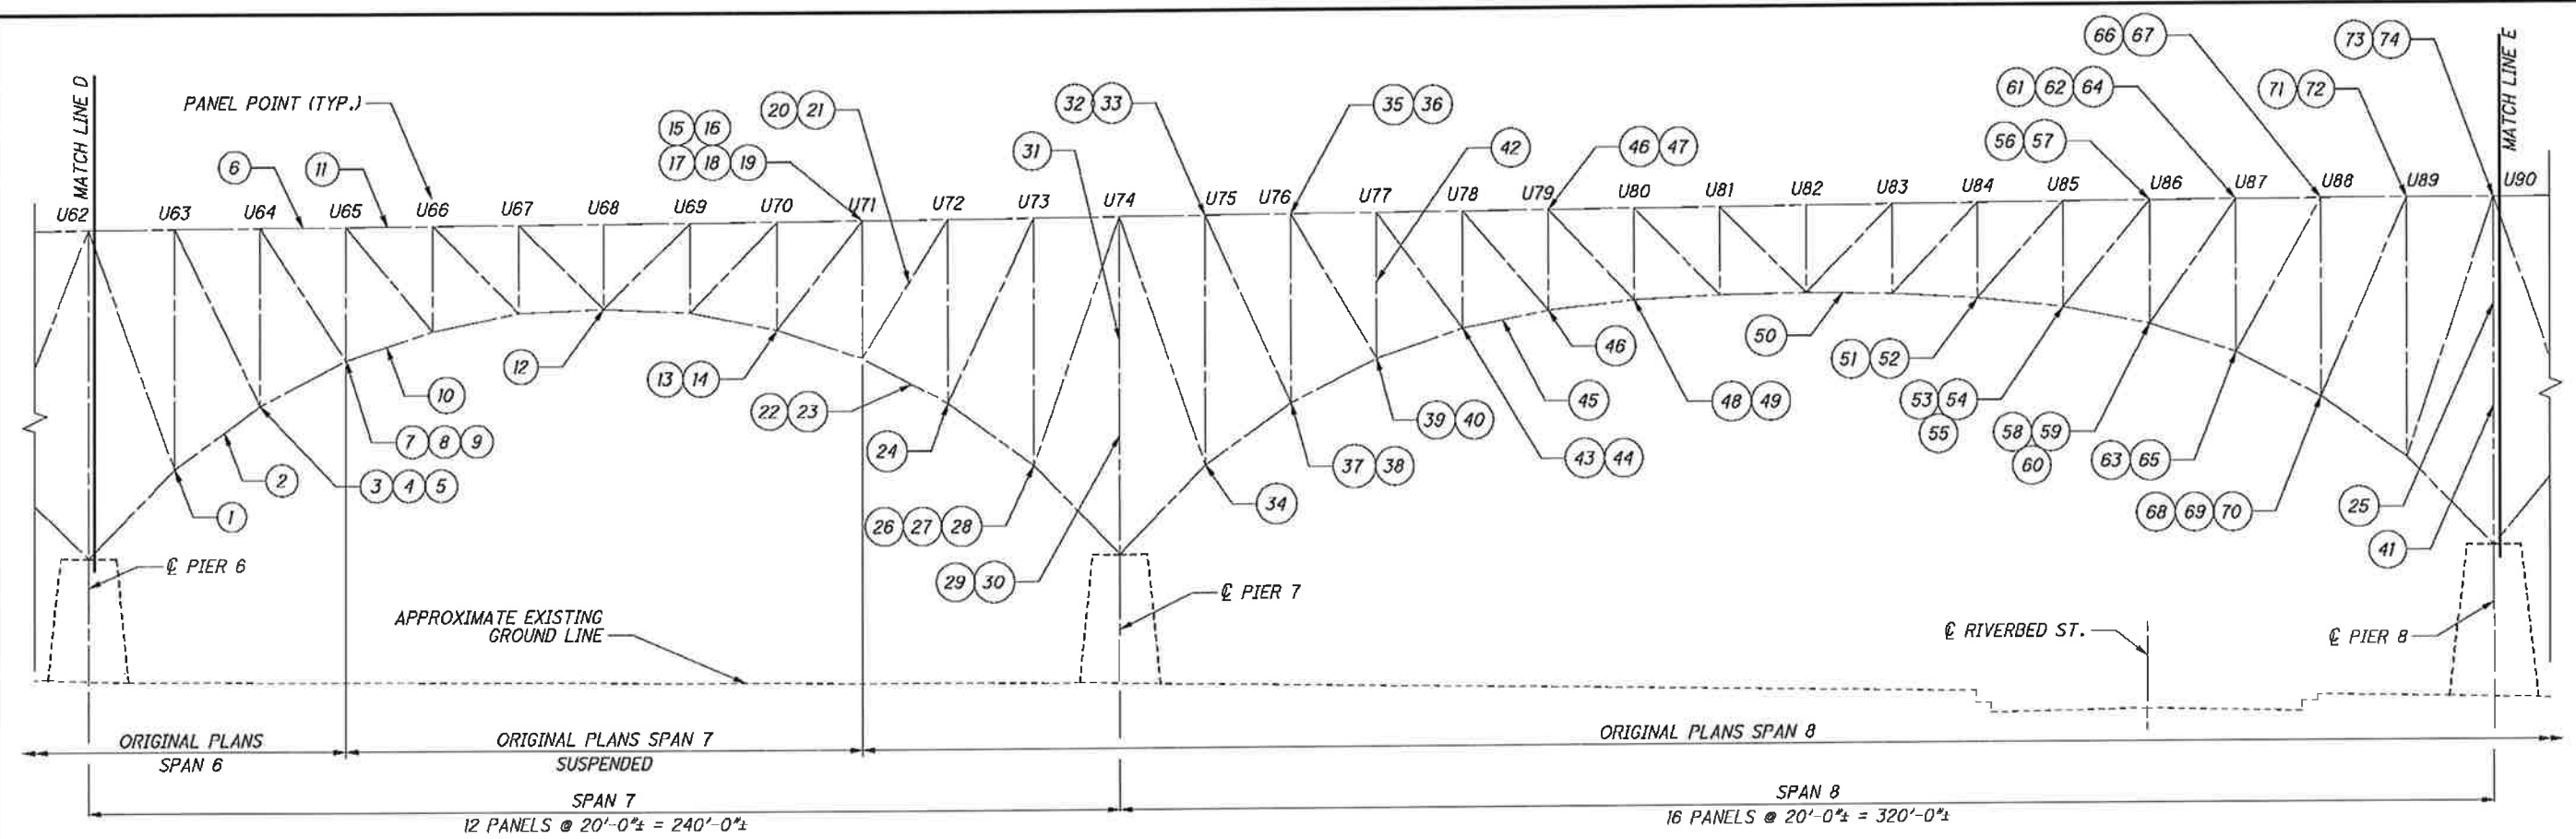 66 67
73 74
MATCH LINE D
MATCH LINE E
PANEL POINT (TYP.)
20 21
32 33
35 36
61 62 64
71 72
15 16
17 18 19
6
11
31
42
46 47
56 57
U62 U63 U64 U65 U66 U67 U68 U69 U70 U71 U72 U73 U74 U75 U76 U77 U78 U79 U80 U81 U82 U83 U84 U85 U86 U87 U88 U89 U90
12
50
46
51 52
13 14
10
22 23
45
48 49
53 54
55
7 8 9
24
39 40
58 59
60
2
3 4 5
37 38
43 44
63 65
1
26 27 28
34
68 69 70
25
41
29 30
℄ PIER 6
℄ PIER 7
APPROXIMATE EXISTING
GROUND LINE
℄ RIVERBED ST.
℄ PIER 8
ORIGINAL PLANS
SPAN 6
ORIGINAL PLANS SPAN 7
SUSPENDED
ORIGINAL PLANS SPAN 8
SPAN 7
12 PANELS @ 20'-0"± = 240'-0"±
SPAN 8
16 PANELS @ 20'-0"± = 320'-0"±